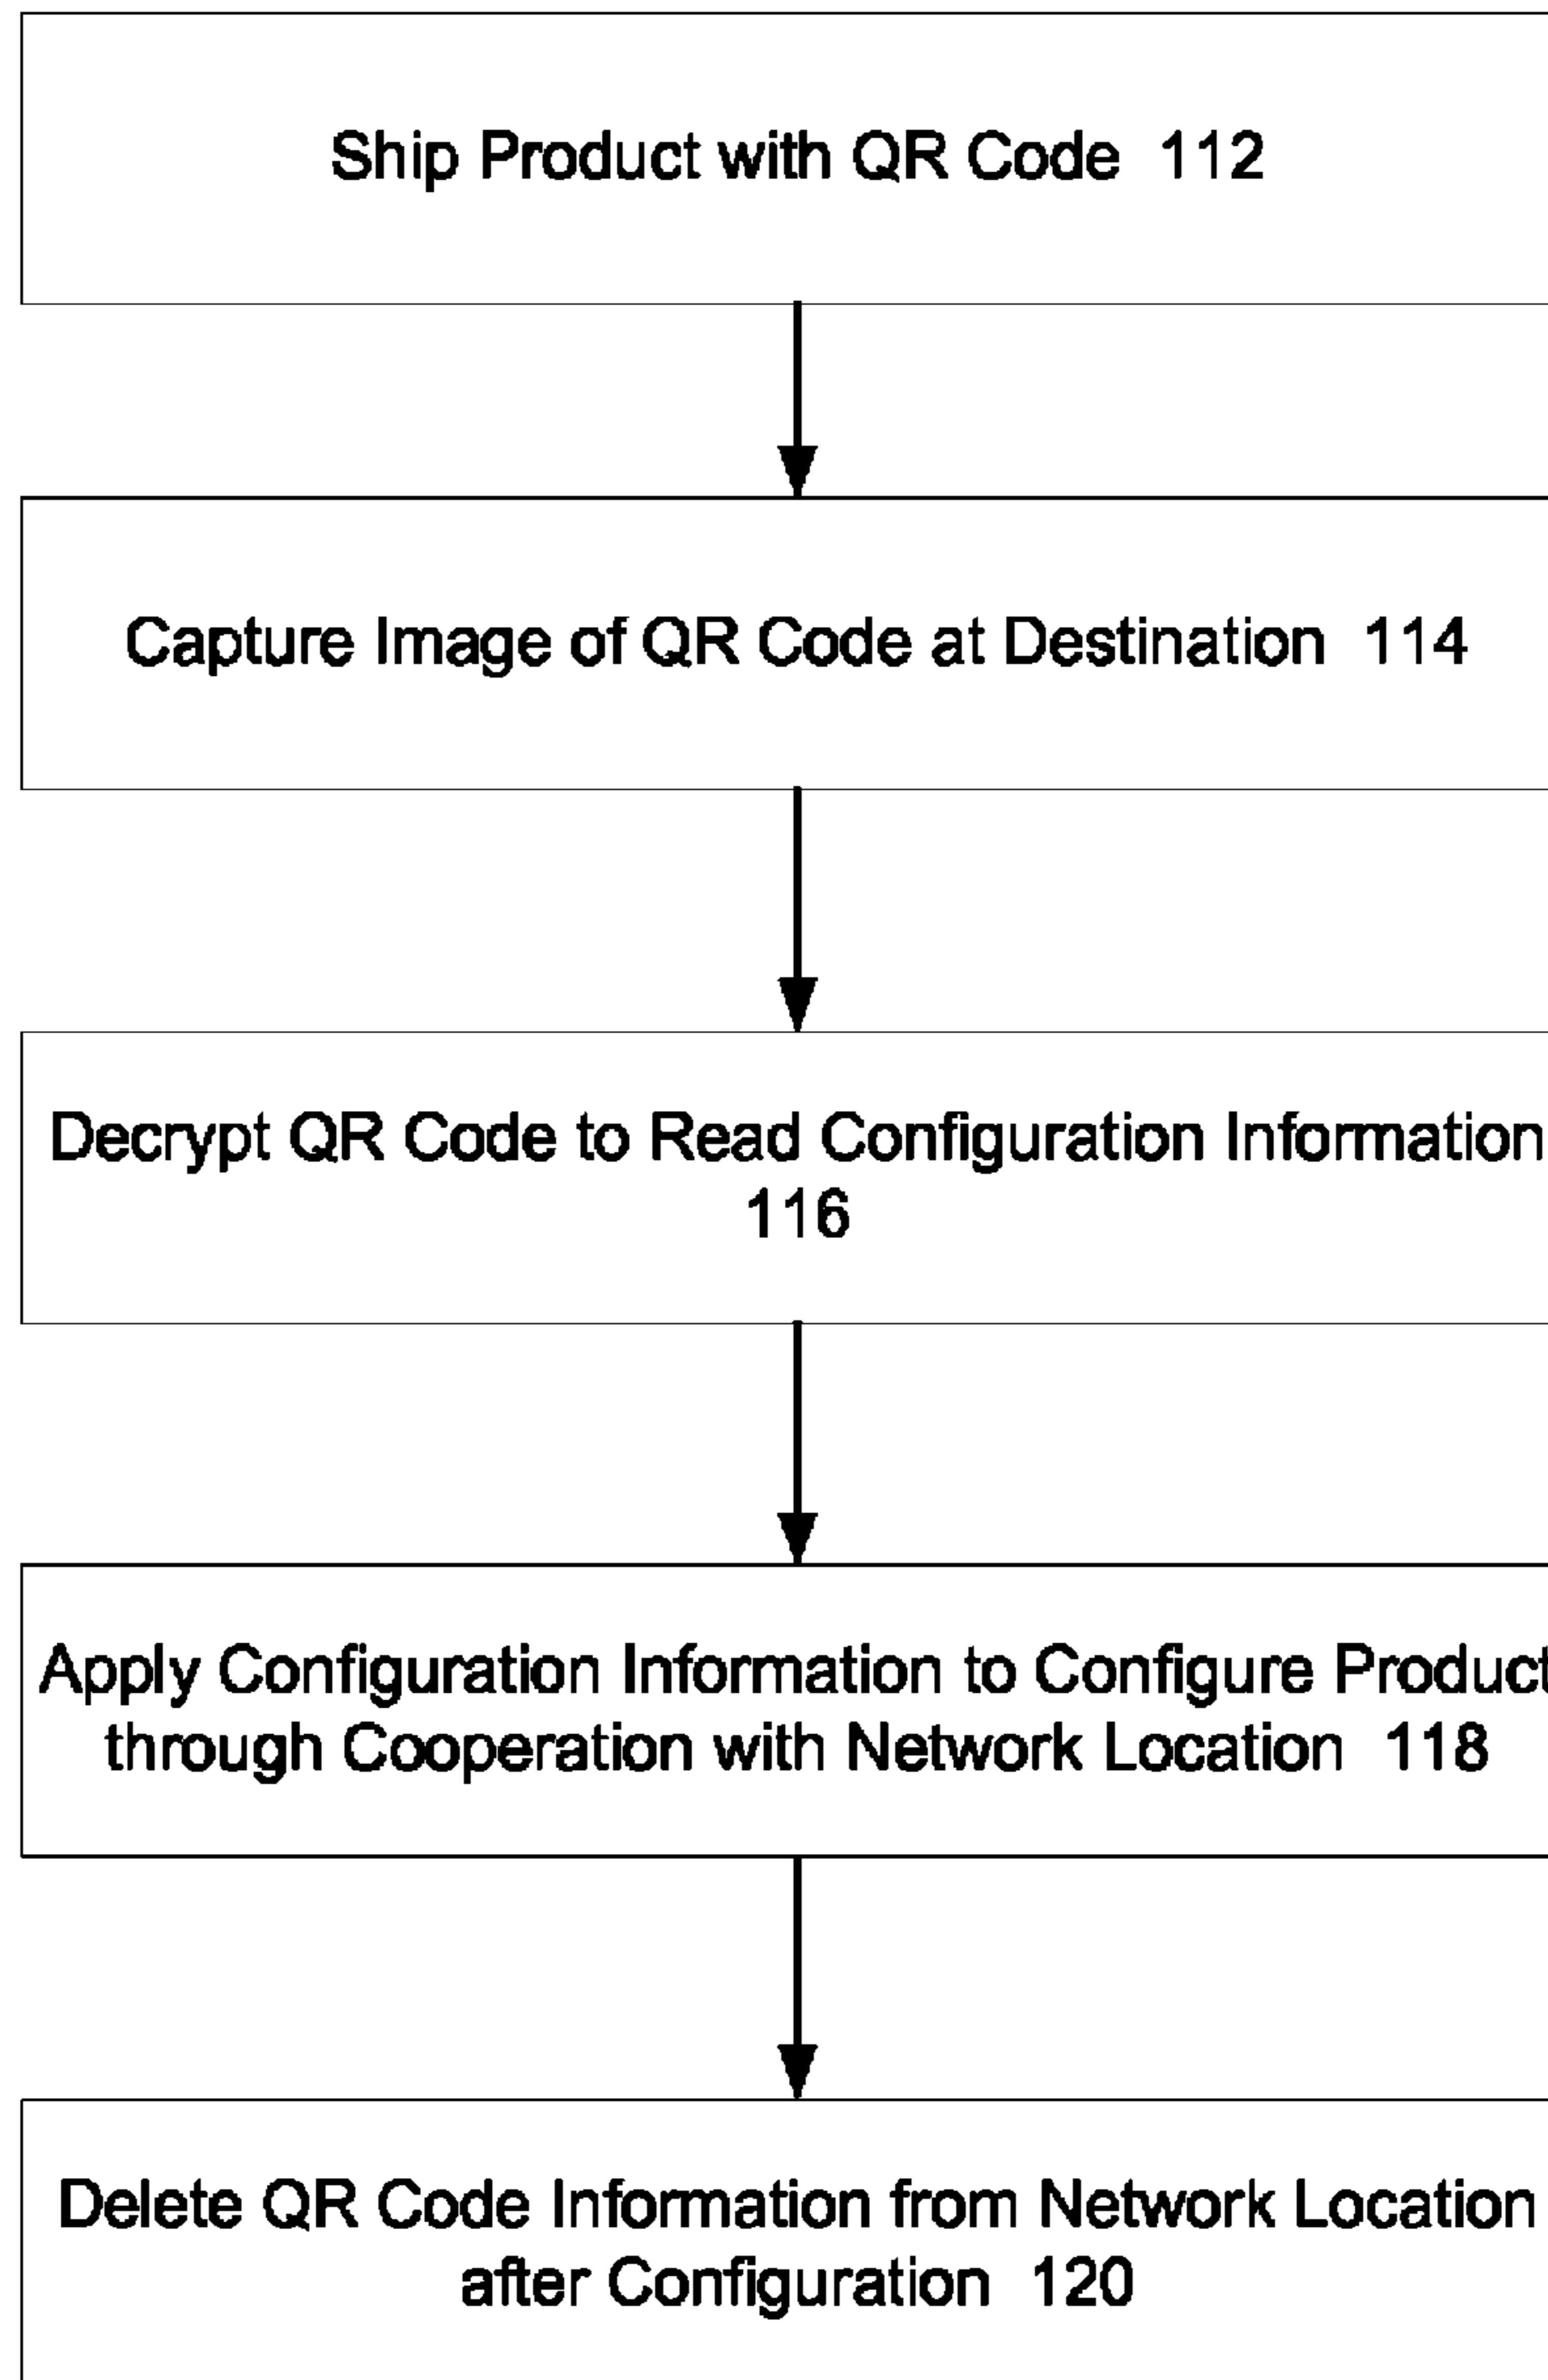 Ship Product with QR Code 112
Capture Image of QR Code at Destination 114
Decrypt QR Code to Read Configuration Information
116
Apply Configuration Information to Configure Product
through Cooperation with Network Location 118
Delete QR Code Information from Network Location
after Configuration 120